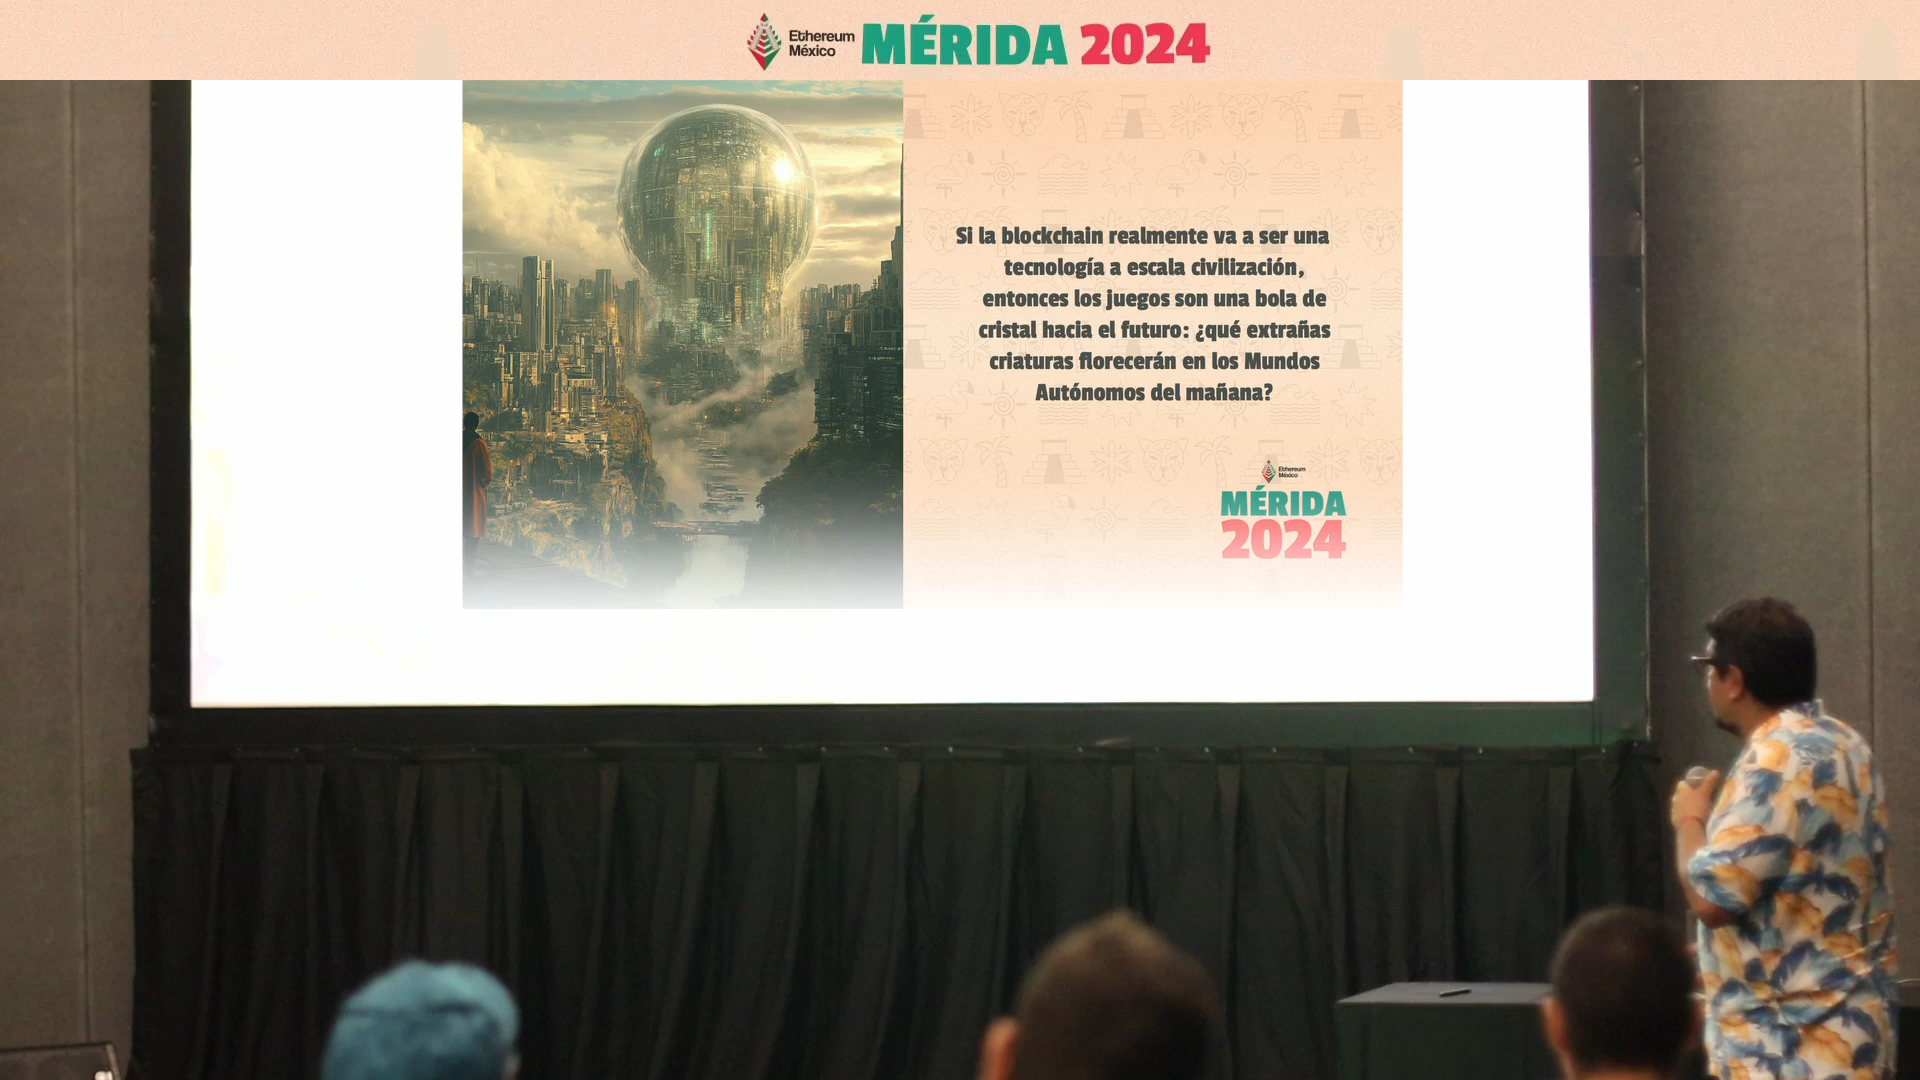 Ethereum
México
MÉRIDA 2024
Si la blockchain realmente va a ser una
tecnología a escala civilización,
entonces los juegos son una bola de
cristal hacia el futuro: ¿qué extrañas
criaturas florecerán en los Mundos
Autónomos del mañana?
Ethereum
México
MÉRIDA
2024